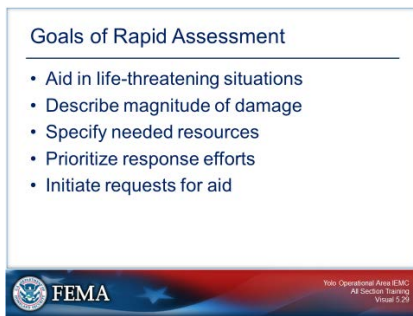 Goals of Rapid Assessment
• Aid in life-threatening situations
• Describe magnitude of damage
• Specify needed resources
• Prioritize response efforts
• Initiate requests for aid
FEMA
Yolo Operational Area IEMC
All Section Training
Visual 5.29